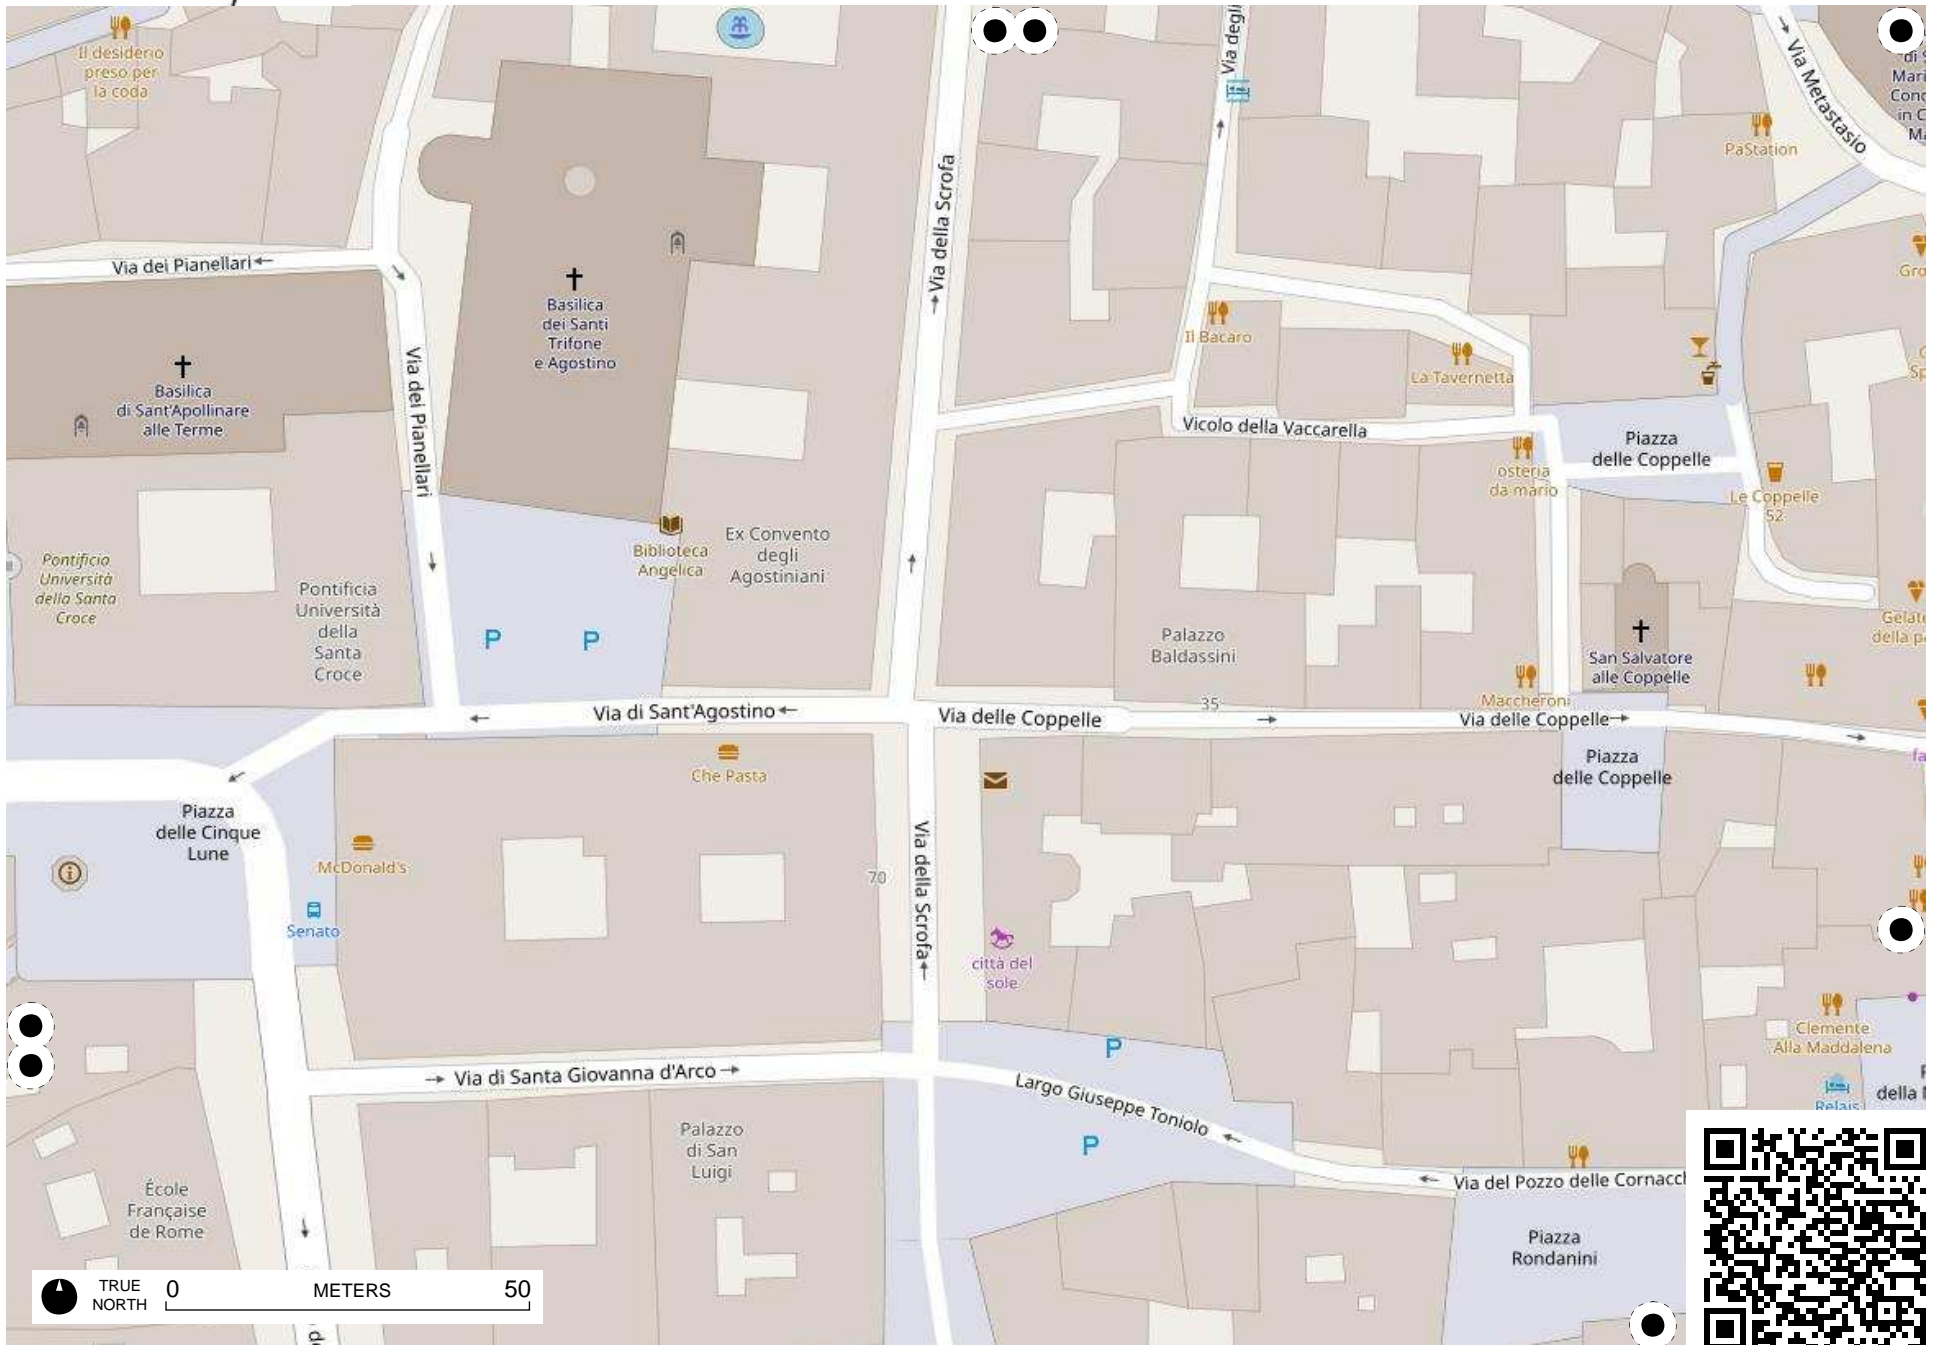 Il desiderio
preso per
la coda
Via degli
Via Metastasio
Mari
in C
PaStation
Via della Scrofa
Via dei Pianellari
Basilica
dei Santi
Trifone
e Agostino
Il Bacaro
La Tavernetta
Basilica
di Sant'Apollinare
alle Terme
Via dei Pianellari
Vicolo della Vaccarella
Piazza
delle Coppelle
osteria
da mario
Le Coppelle
52
Biblioteca
Angelica
Ex Convento
degli
Agostiniani
Pontificia
Università
della Santa
Croce
Pontificia
Università
della
Santa
Croce
P
P
Palazzo
Baldassini
San Salvatore
alle Coppelle
Maccheroni
35
Via di Sant'Agostino
Via delle Coppelle
Via delle Coppelle
Che Pasta
Piazza
delle Coppelle
Piazza
delle Cinque
Lune
McDonald's
Senato
70
Via della Scrofa
città del
sole
Clemente
Alla Maddalena
Relais
della
P
Via di Santa Giovanna d'Arco
Largo Giuseppe Toniolo
P
Palazzo
di San
Luigi
Via del Pozzo delle Cornacch
École
Française
de Rome
Piazza
Rondanini
TRUE
NORTH
0 METERS 50